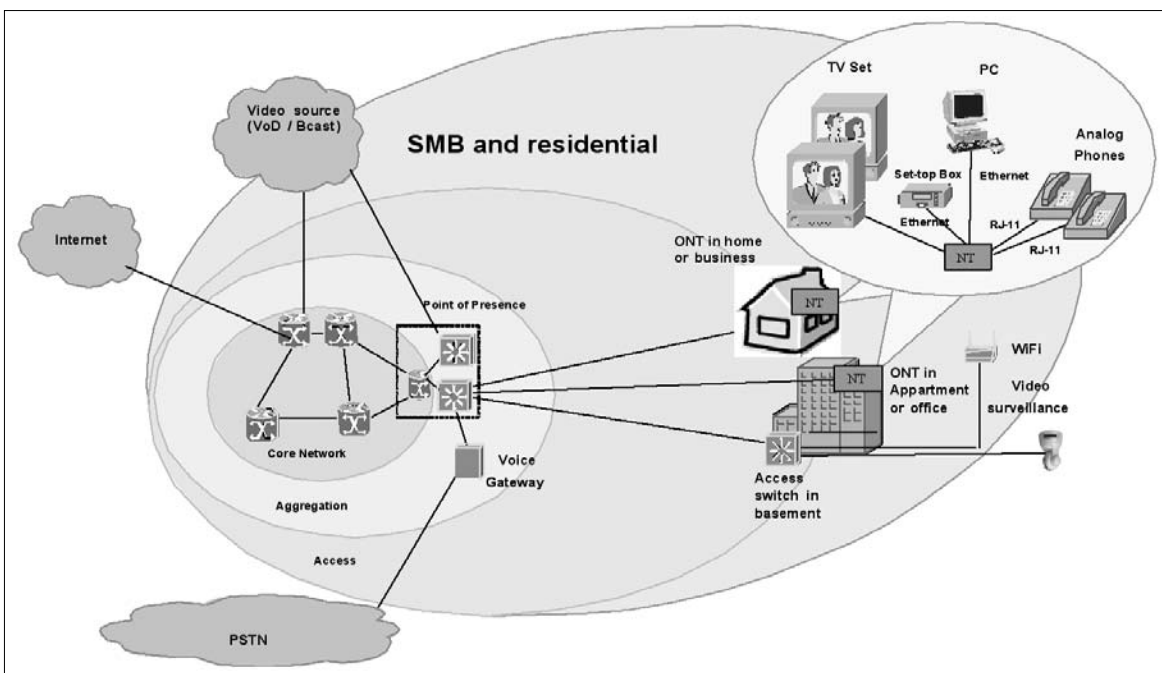 TV Set
PC
Video source
(VoD / Bcast)
SMB and residential
Analog
Phones
Set-top Box
Ethernet
Ethernet
RJ-11
Internet
ONT in home
or business
NT
RJ-11
NT
Point of Presence
WiFi
NT
ONT in
Appartment
or office
Video
surveillance
Core Network
Voice
Gateway
Access
switch in
basement
Aggregation
Access
PSTN